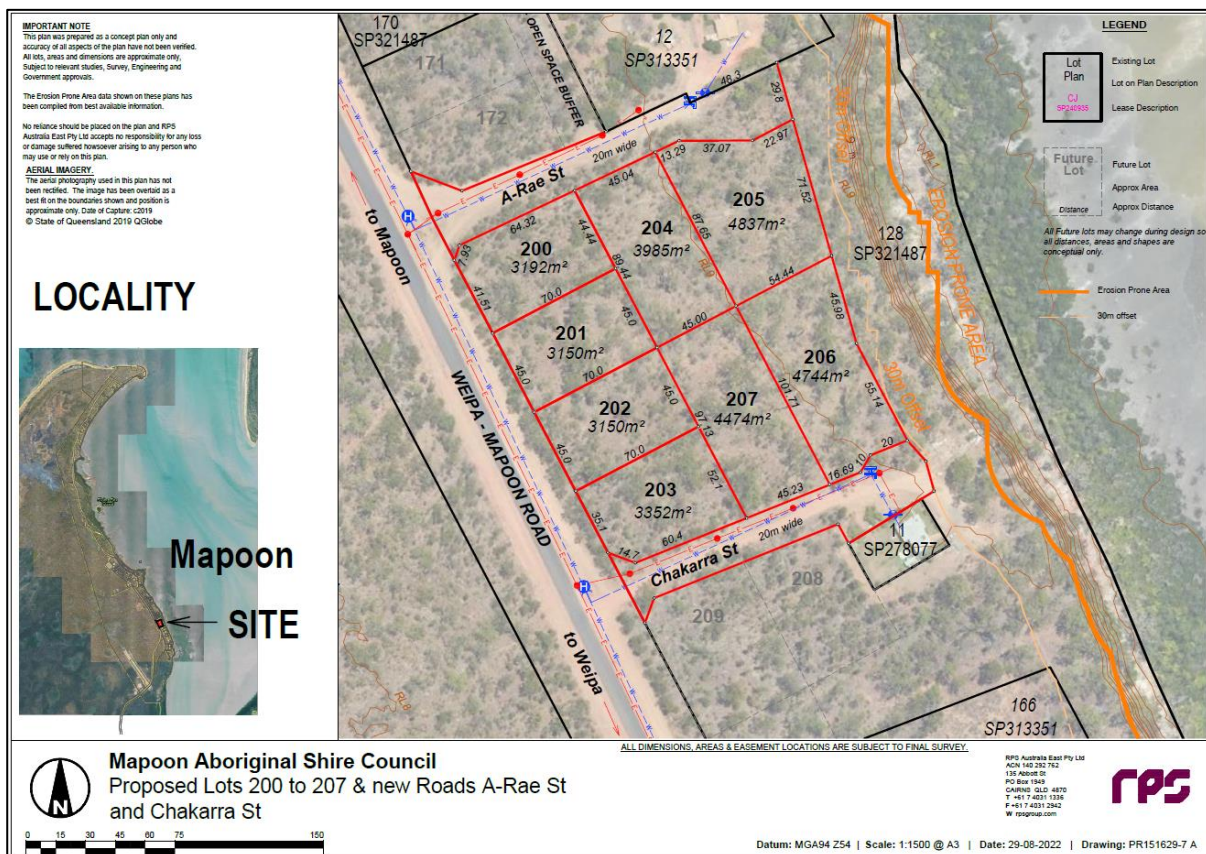 IMPORTANT NOTE
This plan was prepared as a concept plan only and
accuracy of all aspects of the plan have not been verified.
All lots, areas and dimensions are approximate only,
Subject to relevant studies, Survey, Engineering and
Government approvals.
The Erosion Prone Area data shown on these plans has
been compiled from best available information.
No reliance should be placed on the plan and RPS
Australia East Pty Ltd accepts no responsibility for any loss
or damage suffered howsoever arising to any person who
may use or rely on this plan.
AERIAL IMAGERY.
The aerial photography used in this plan has not
been rectified. The image has been overlaid as a
best fit on the boundaries shown and position is
approximate only. Date of Capture: c2019
© State of Queensland 2019 QGlobe
LOCALITY
Mapoon
SITE
170
SP321487
171
172
OPEN SPACE BUFFER
12
SP313351
46.3
29.8
A-Rae St
20m wide
13.29
37.07
22.97
64.32
45.04
7.93
200
3192m²
44.44
204
3985m²
87.65
205
4837m²
71.52
to Mapoon
41.51
70.0
89.44
RL9
54.44
128
SP321487
201
3150m²
45.0
45.00
45.98
45.0
70.0
WEIPA - MAPOON ROAD
202
3150m²
45.0
207
4474m²
101.71
206
4744m²
55.14
30m Offset
45.0
70.0
97.13
203
3352m²
52.1
20
10
16.69
35.1
14.7
60.4
45.23
20m wide
Chakarra St
11
SP278077
208
209
to Weipa
RL8
166
SP313351
30m Offset
RL9
EROSION PRONE AREA
H
H
LEGEND
Lot
Plan
CJ
SP248935
Existing Lot
Lot on Plan Description
Lease Description
Future
Lot
Distance
Future Lot
Approx Area
Approx Distance
All Future lots may change during design so
all distances, areas and shapes are
conceptual only.
Erosion Prone Area
30m offset
ALL DIMENSIONS, AREAS & EASEMENT LOCATIONS ARE SUBJECT TO FINAL SURVEY.
N
Mapoon Aboriginal Shire Council
Proposed Lots 200 to 207 & new Roads A-Rae St
and Chakarra St
0 15 30 45 60 75 150
RPS Australia East Pty Ltd
ACN 140 292 762
135 Abbott St
PO Box 1949
CAIRNS QLD 4870
T +61 7 4031 1336
F +61 7 4031 2942
W rpsgroup.com
rps
Datum: MGA94 Z54 | Scale: 1:1500 @ A3 | Date: 29-08-2022 | Drawing: PR151629-7 A